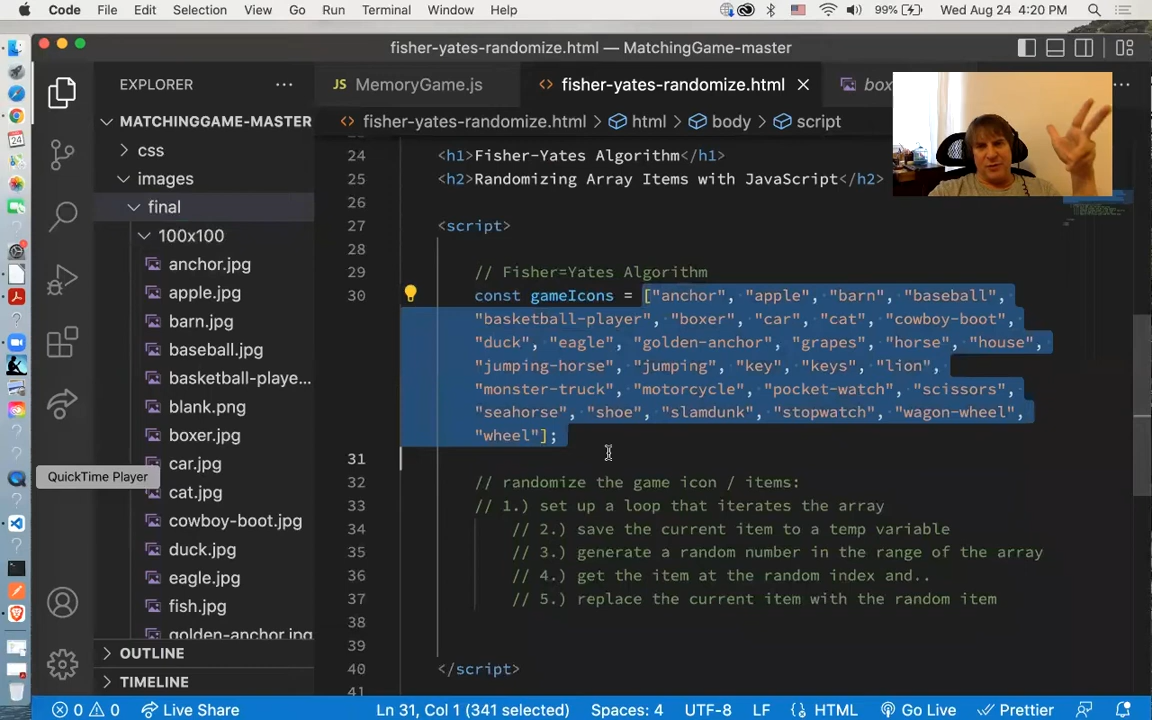 Code File Edit Selection View Go Run Terminal Window Help 99% Wed Aug 24 4:20 PM
fisher-yates-randomize.html — MatchingGame-master
EXPLORER ···
JS MemoryGame.js
<> fisher-yates-randomize.html ×
box
···
<> fisher-yates-randomize.html > html > body > script
MATCHINGGAME-MASTER
css
images
final
100x100
anchor.jpg
apple.jpg
barn.jpg
baseball.jpg
basketball-playe...
blank.png
boxer.jpg
car.jpg
QuickTime Player
cat.jpg
cowboy-boot.jpg
duck.jpg
eagle.jpg
fish.jpg
golden-anchor.jpg
OUTLINE
TIMELINE
24 <h1>Fisher-Yates Algorithm</h1>
25 <h2>Randomizing Array Items with JavaScript</h2>
26
27 <script>
28
29 // Fisher=Yates Algorithm
30 const gameIcons = ["anchor", "apple", "barn", "baseball",
"basketball-player", "boxer", "car", "cat", "cowboy-boot",
"duck", "eagle", "golden-anchor", "grapes", "horse", "house",
"jumping-horse", "jumping", "key", "keys", "lion",
"monster-truck", "motorcycle", "pocket-watch", "scissors",
"seahorse", "shoe", "slamdunk", "stopwatch", "wagon-wheel",
"wheel"];
31
32 // randomize the game icon / items:
33 // 1.) set up a loop that iterates the array
34 // 2.) save the current item to a temp variable
35 // 3.) generate a random number in the range of the array
36 // 4.) get the item at the random index and..
37 // 5.) replace the current item with the random item
38
39
40 </script>
41
0 0 Live Share Ln 31, Col 1 (341 selected) Spaces: 4 UTF-8 LF {} HTML Go Live Prettier